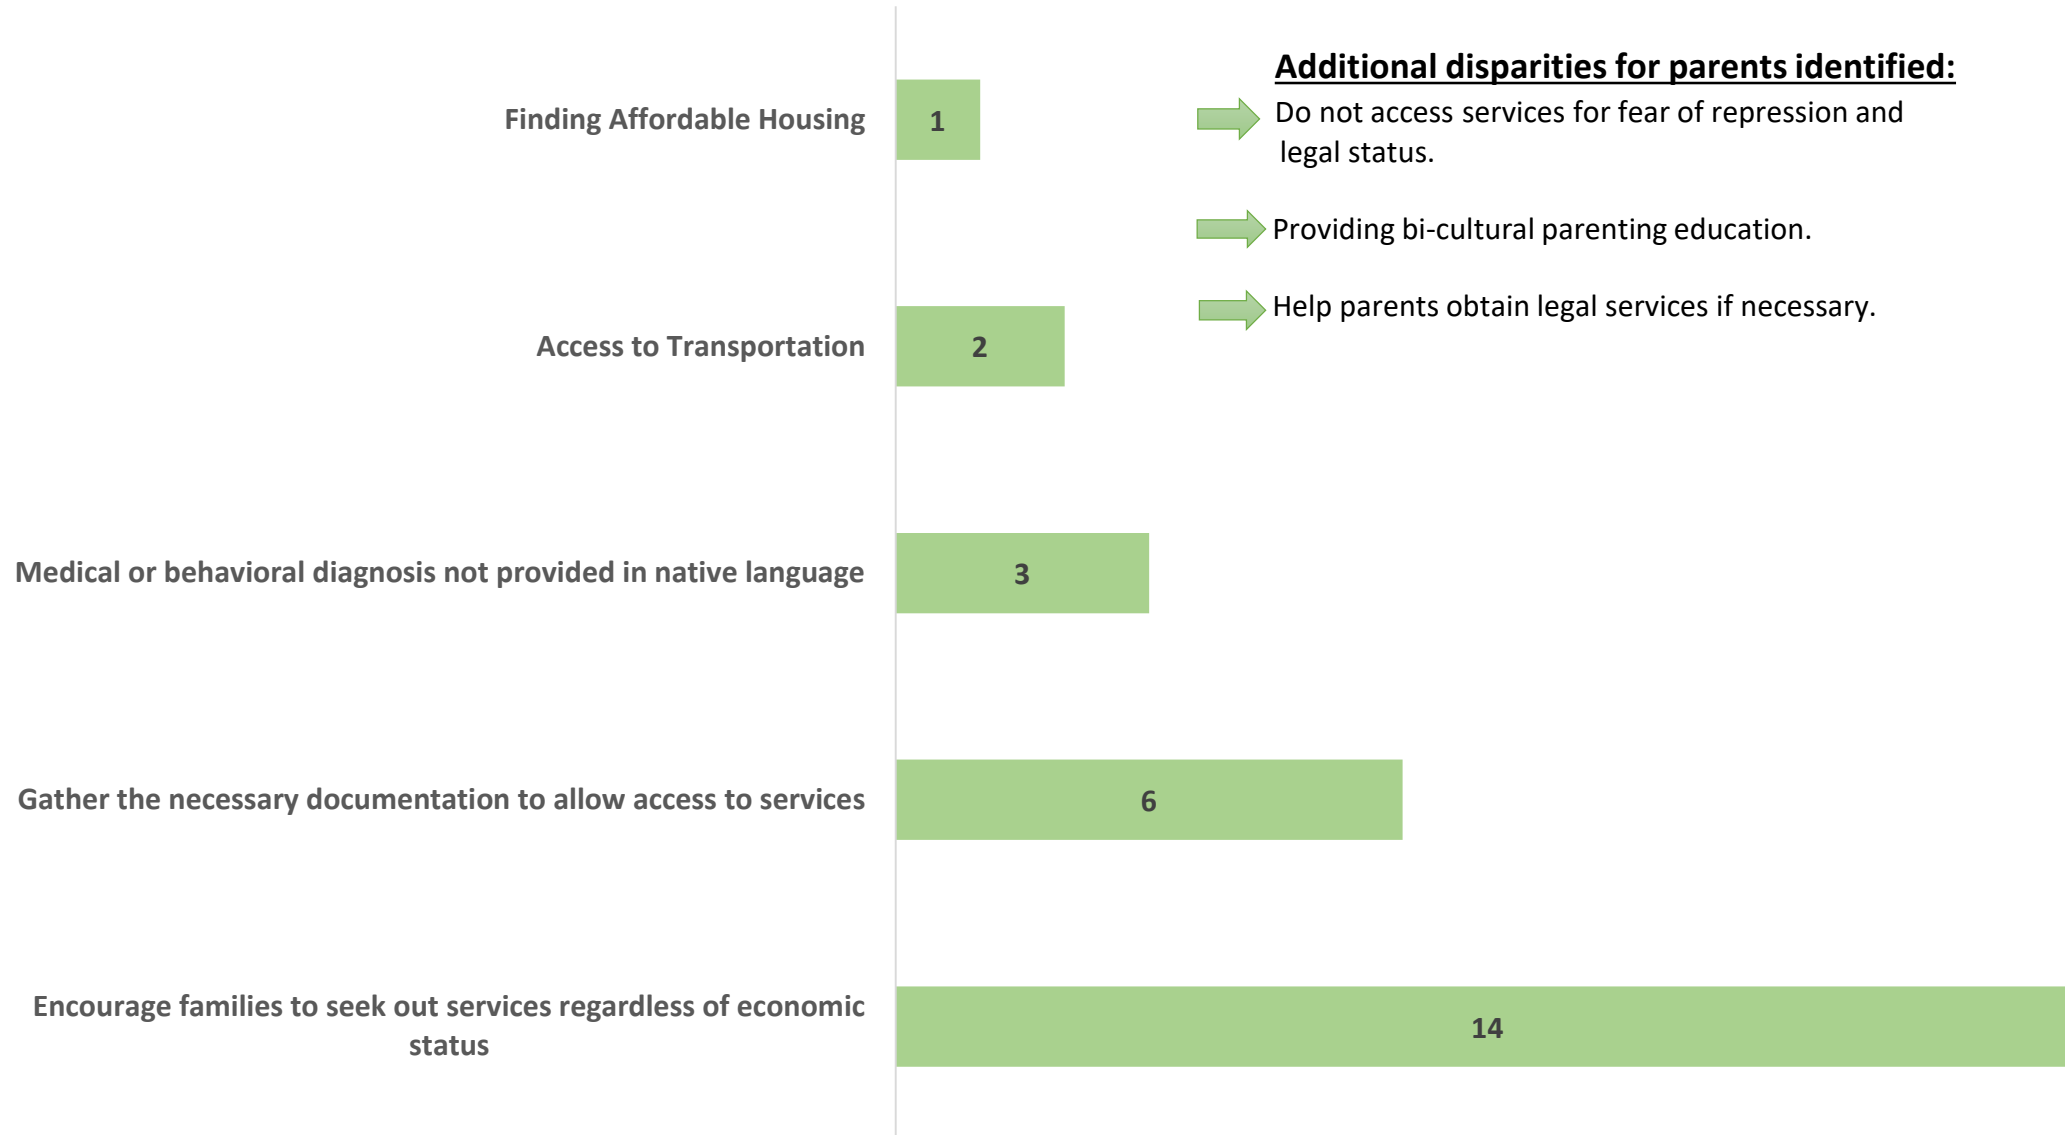 Additional disparities for parents identified:
Do not access services for fear of repression and
legal status.
Providing bi-cultural parenting education.
Help parents obtain legal services if necessary.
Finding Affordable Housing
1
Access to Transportation
2
Medical or behavioral diagnosis not provided in native language
3
Gather the necessary documentation to allow access to services
6
Encourage families to seek out services regardless of economic
status
14